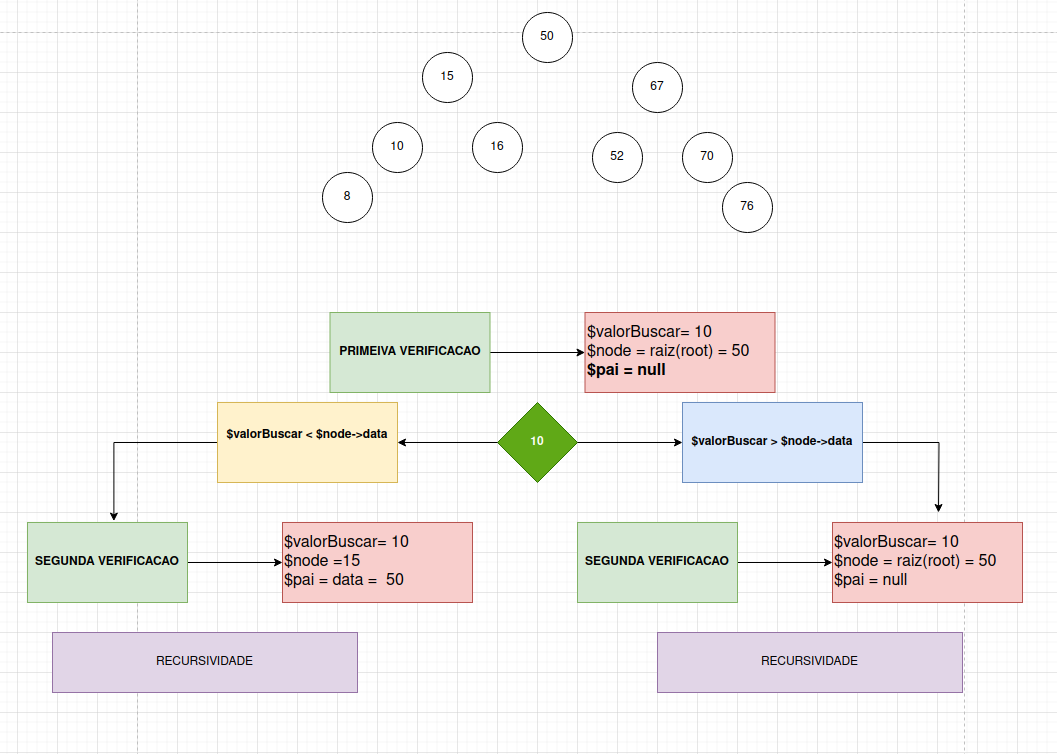 50
15
67
10
16
52
70
8
76
PRIMEIVA VERIFICACAO
$valorBuscar= 10
$node = raiz(root) = 50
$pai = null
$valorBuscar < $node->data
10
$valorBuscar > $node->data
SEGUNDA VERIFICACAO
$valorBuscar= 10
$node =15
$pai = data = 50
SEGUNDA VERIFICACAO
$valorBuscar= 10
$node = raiz(root) = 50
$pai = null
RECURSIVIDADE
RECURSIVIDADE